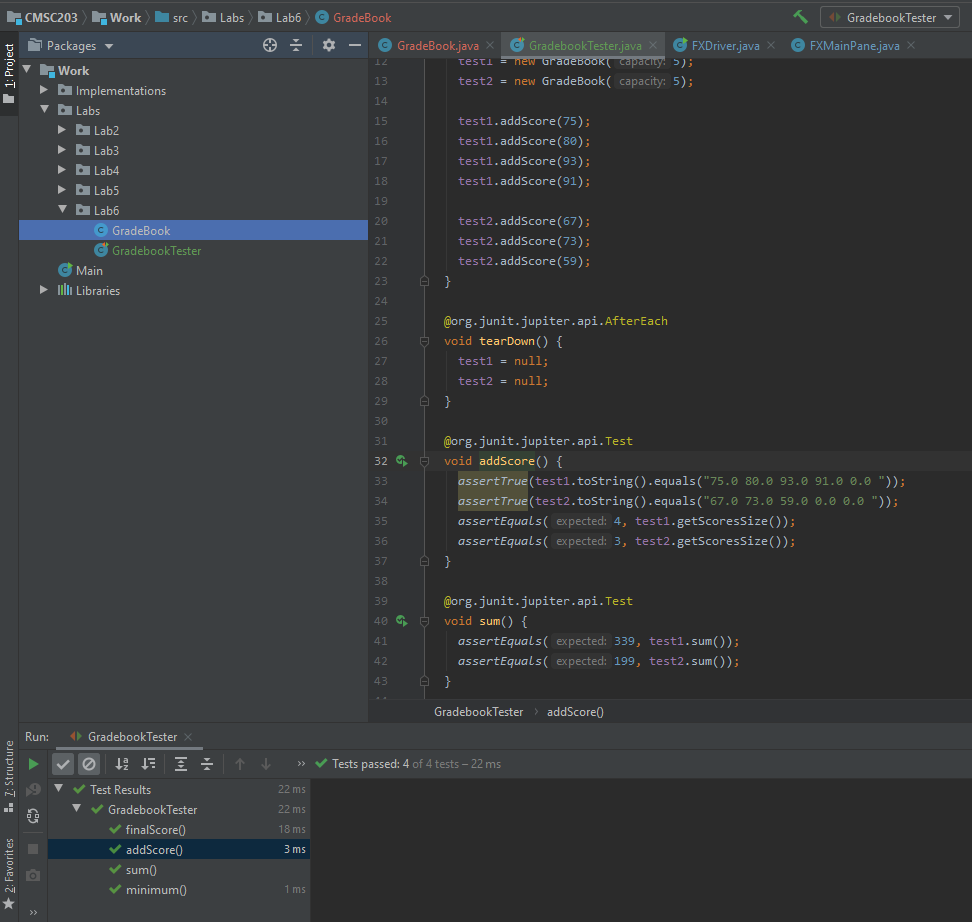 CMSC203 Work src Labs Lab6 GradeBook GradebookTester
1: Project
Packages
GradeBook.java GradebookTester.java FXDriver.java FXMainPane.java
Work
Implementations
Labs
Lab2
Lab3
Lab4
Lab5
Lab6
GradeBook
GradebookTester
Main
Libraries
12 test1 = new GradeBook( capacity: 5);
13 test2 = new GradeBook( capacity: 5);
14
15 test1.addScore(75);
16 test1.addScore(80);
17 test1.addScore(93);
18 test1.addScore(91);
19
20 test2.addScore(67);
21 test2.addScore(73);
22 test2.addScore(59);
23 }
24
25 @org.junit.jupiter.api.AfterEach
26 void tearDown() {
27 test1 = null;
28 test2 = null;
29 }
30
31 @org.junit.jupiter.api.Test
32 void addScore() {
33 assertTrue(test1.toString().equals("75.0 80.0 93.0 91.0 0.0 "));
34 assertTrue(test2.toString().equals("67.0 73.0 59.0 0.0 0.0 "));
35 assertEquals( expected: 4, test1.getScoresSize());
36 assertEquals( expected: 3, test2.getScoresSize());
37 }
38
39 @org.junit.jupiter.api.Test
40 void sum() {
41 assertEquals( expected: 339, test1.sum());
42 assertEquals( expected: 199, test2.sum());
43 }
GradebookTester › addScore()
Run: GradebookTester
» Tests passed: 4 of 4 tests – 22 ms
Test Results 22 ms
GradebookTester 22 ms
finalScore() 18 ms
addScore() 3 ms
sum()
minimum() 1 ms
7: Structure
2: Favorites
»